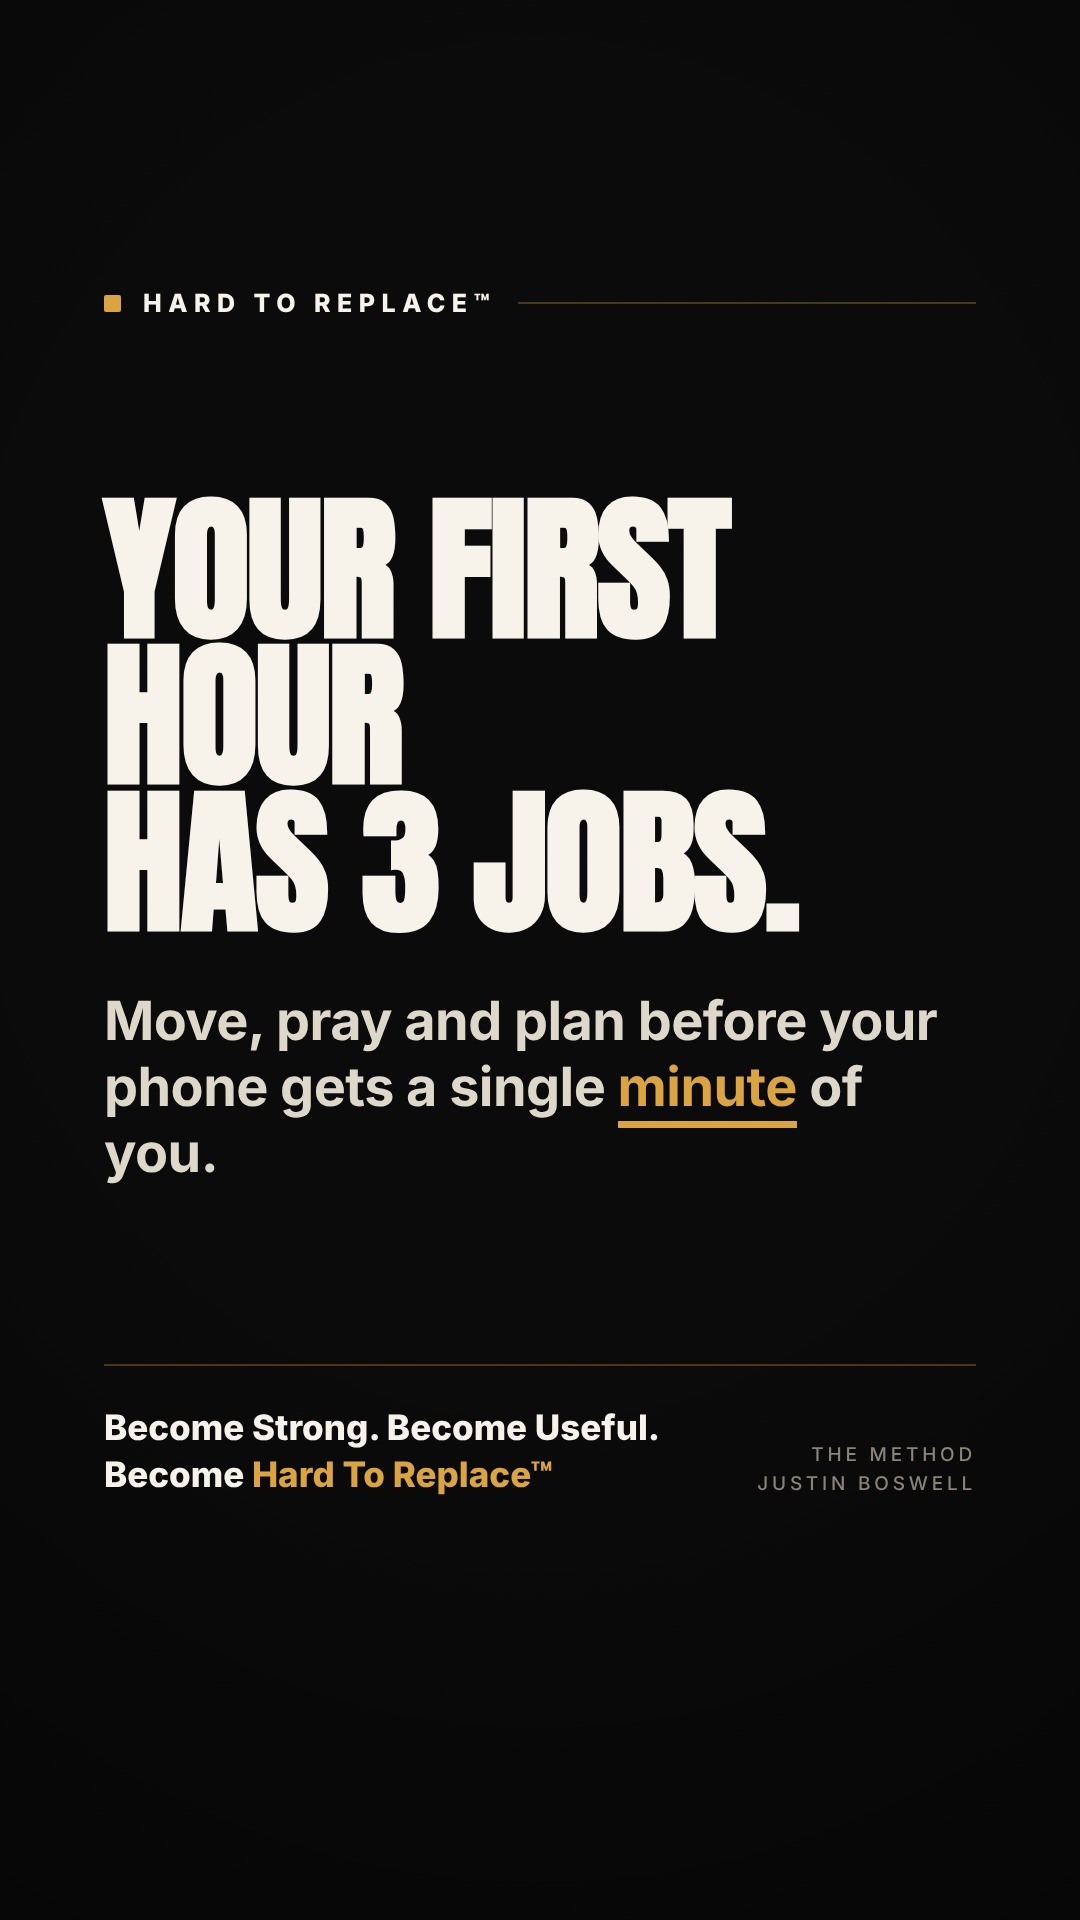 HARD TO REPLACE™
YOUR FIRST
HOUR
HAS 3 JOBS.
Move, pray and plan before your
phone gets a single minute of
you.
Become Strong. Become Useful.
Become Hard To Replace™
THE METHOD
JUSTIN BOSWELL